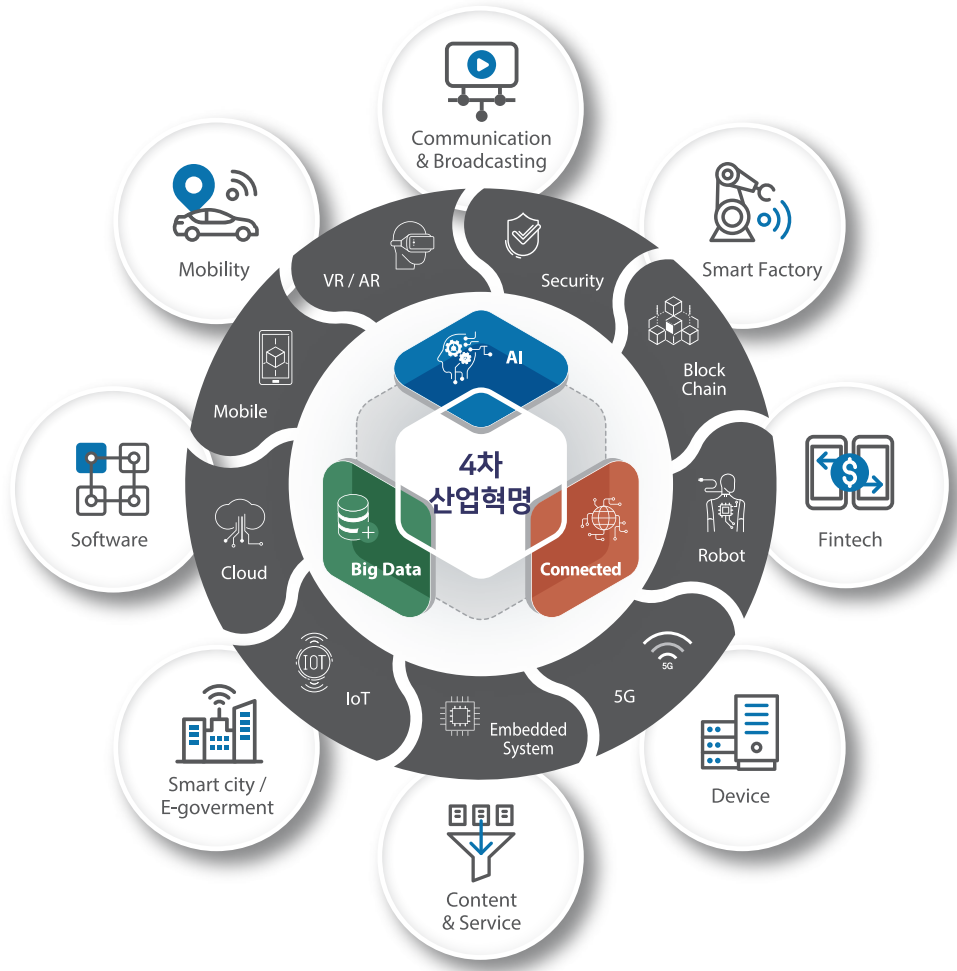 Communication
& Broadcasting
Mobility
Smart Factory
VR / AR
Security
AI
Block
Chain
Mobile
4차
산업혁명
Software
Fintech
Cloud
Big Data
Connected
Robot
IOT
IoT
5G
5G
Embedded
System
Smart city /
E-goverment
Device
Content
& Service